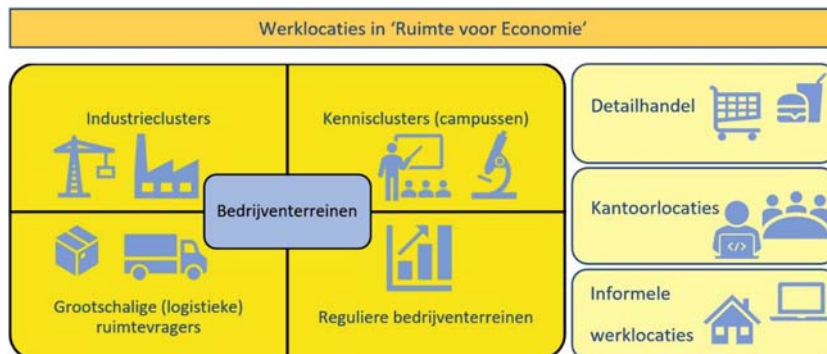 Werklocaties in ‘Ruimte voor Economie’
Industrieclusters
Kennisclusters (campussen)
Bedrijventerreinen
Grootschalige (logistieke)
ruimtevragers
Reguliere bedrijventerreinen
Detailhandel
Kantoorlocaties
</>
Informele
werklocaties